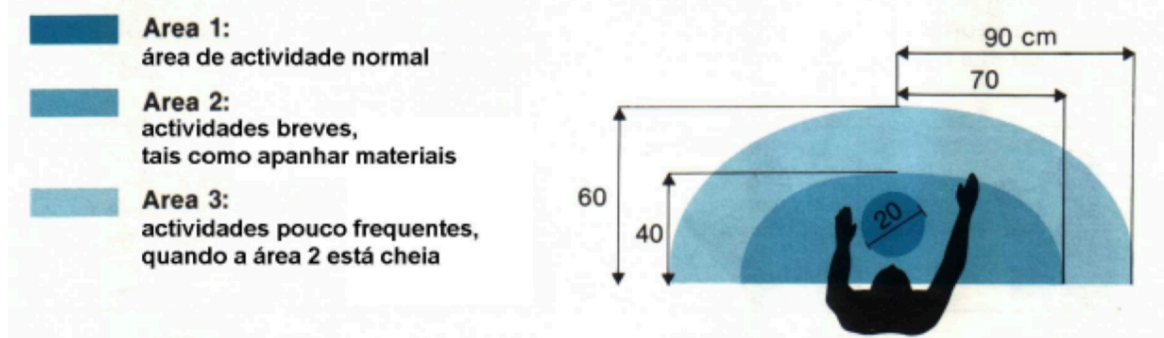 Area 1:
área de actividade normal
Area 2:
actividades breves,
tais como apanhar materiais
Area 3:
actividades pouco frequentes,
quando a área 2 está cheia
90 cm
70
60
40
20